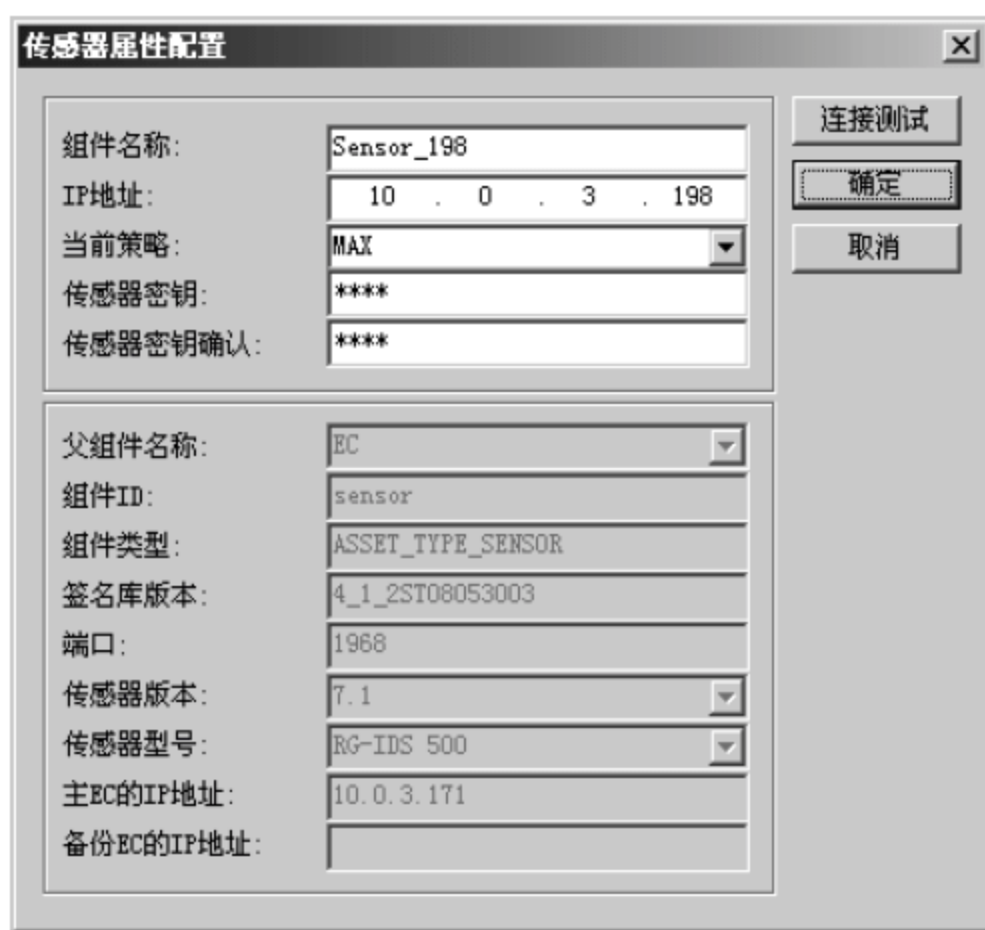 传感器属性配置
连接测试
确定
取消
组件名称: Sensor_198
IP地址: 10 . 0 . 3 . 198
当前策略: MAX
传感器密钥: ****
传感器密钥确认: ****
父组件名称: EC
组件ID: sensor
组件类型: ASSET_TYPE_SENSOR
签名库版本: 4_1_2ST08053003
端口: 1968
传感器版本: 7.1
传感器型号: RG-IDS 500
主EC的IP地址: 10.0.3.171
备份EC的IP地址: